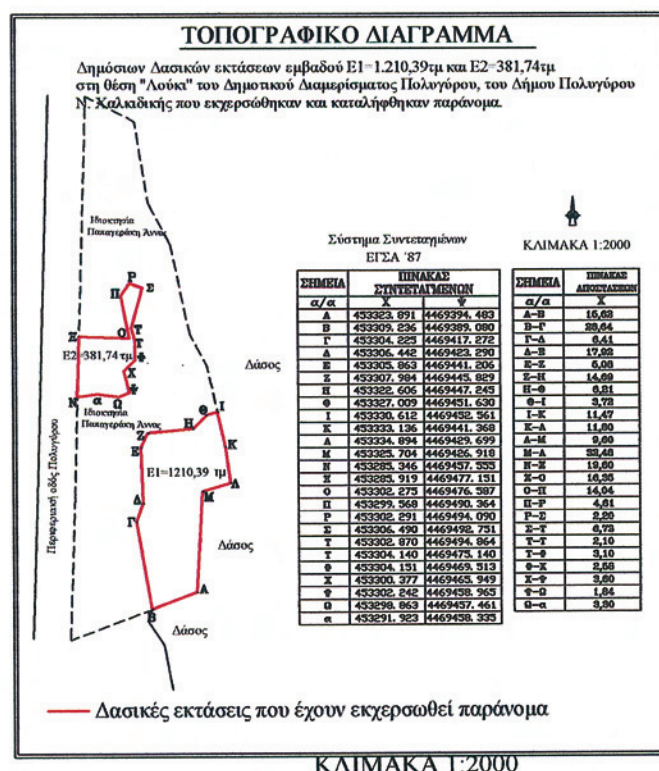 ΤΟΠΟΓΡΑΦΙΚΟ ΔΙΑΓΡΑΜΜΑ
Δημόσιων Δασικών εκτάσεων εμβαδού Ε1=1.210,39τμ και Ε2=381,74τμ
στη θέση "Λούκι" του Δημοτικού Διαμερίσματος Πολυγύρου, του Δήμου Πολυγύρου
Ν. Χαλκιδικής που εκχερσώθηκαν και καταλήφθηκαν παράνομα.
Ιδιοκτησία
Παπαγεράκη Άννας
Ρ
Σ
Π
Ξ
Ο
Τ
Τ
Ε2=381,74 τμ
Φ
Χ
Ψ
Ν
α
Ω
Ιδιοκτησία
Παπαγεράκη Άννας
Δάσος
Περιφερειακή οδός Πολυγύρου
Θ
Ι
Η
Ζ
Ε
Κ
Ε1=1210,39 τμ
Λ
Μ
Δ
Γ
Δάσος
Α
Β
Δάσος
Σύστημα Συντεταγμένων
ΕΓΣΑ '87
ΚΛΙΜΑΚΑ 1:2000
ΣΗΜΕΙΑ ΠΙΝΑΚΑΣ ΣΥΝΤΕΤΑΓΜΕΝΩΝ
α/α Χ Ψ
Α 453323.891 4469394.483
Β 453309.236 4469389.080
Γ 453304.225 4469417.272
Δ 453306.442 4469423.290
Ε 453305.863 4469441.206
Ζ 453307.984 4469445.829
Η 453322.606 4469447.245
Θ 453327.009 4469451.630
Ι 453330.612 4469452.561
Κ 453333.136 4469441.368
Λ 453334.894 4469429.699
Μ 453325.704 4469426.918
Ν 453285.346 4469457.555
Ξ 453285.919 4469477.151
Ο 453302.275 4469476.587
Π 453299.568 4469490.364
Ρ 453302.291 4469494.090
Σ 453306.490 4469492.751
Τ 453302.870 4469494.864
Τ 453304.140 4469475.140
Φ 453304.151 4469469.513
Χ 453300.377 4469465.949
Ψ 453302.242 4469458.965
Ω 453298.863 4469457.461
α 453291.923 4469458.335
ΣΗΜΕΙΑ ΠΙΝΑΚΑΣ ΑΠΟΣΤΑΣΕΩΝ
α/α Χ
Α-Β 15,62
Β-Γ 28,64
Γ-Δ 6,41
Δ-Ε 17,92
Ε-Ζ 5,08
Ζ-Η 14,69
Η-Θ 6,21
Θ-Ι 3,72
Ι-Κ 11,47
Κ-Λ 11,80
Λ-Μ 9,60
Μ-Α 32,48
Ν-Ξ 19,60
Ξ-Ο 16,36
Ο-Π 14,04
Π-Ρ 4,61
Ρ-Σ 2,20
Σ-Τ 6,73
Τ-Τ 2,10
Τ-Φ 3,10
Φ-Χ 2,58
Χ-Ψ 3,60
Ψ-Ω 1,84
Ω-α 3,30
Δασικές εκτάσεις που έχουν εκχερσωθεί παράνομα
ΚΛΙΜΑΚΑ 1:2000